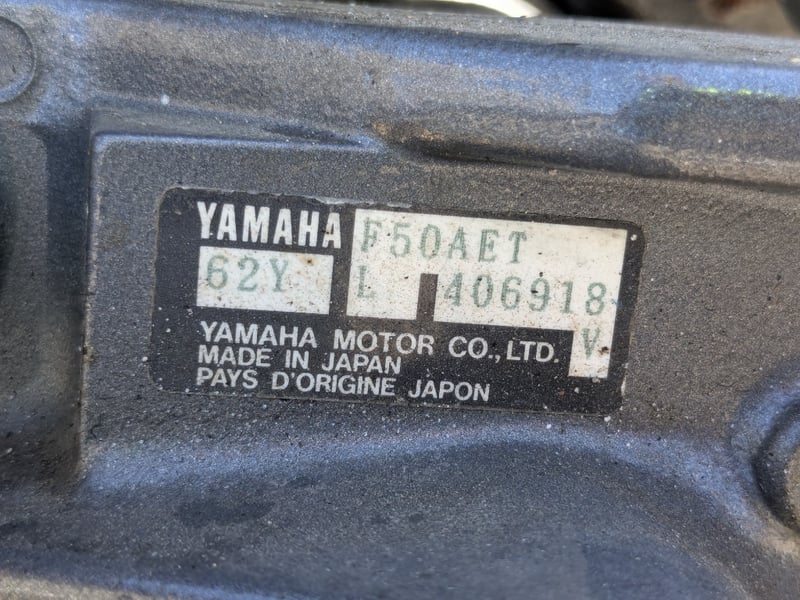 YAMAHA F50AET
62Y L 406918
V
YAMAHA MOTOR CO., LTD.
MADE IN JAPAN
PAYS D'ORIGINE JAPON